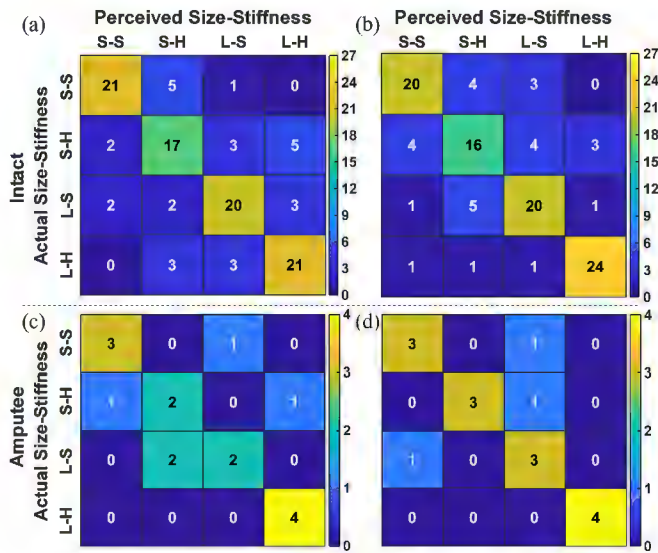 Perceived Size-Stiffness Perceived Size-Stiffness
(a) S-S S-H L-S L-H (b) S-S S-H L-S L-H
Intact
Actual Size-Stiffness
S-S 21 5 1 0 27 20 4 3 0 27
24 24
21 21
S-H 2 17 3 5 18 4 16 4 3 18
15 15
12 12
L-S 2 2 20 3 9 1 5 20 1 9
6 6
L-H 0 3 3 21 3 1 1 1 24 3
0 0
Amputee
Actual Size-Stiffness
(c) (d)
S-S 3 0 1 0 4 3 0 1 0 4
S-H 1 2 0 1 3 0 3 1 0 3
2 2
L-S 0 2 2 0 1 1 0 3 0 1
L-H 0 0 0 4 0 0 0 0 4 0